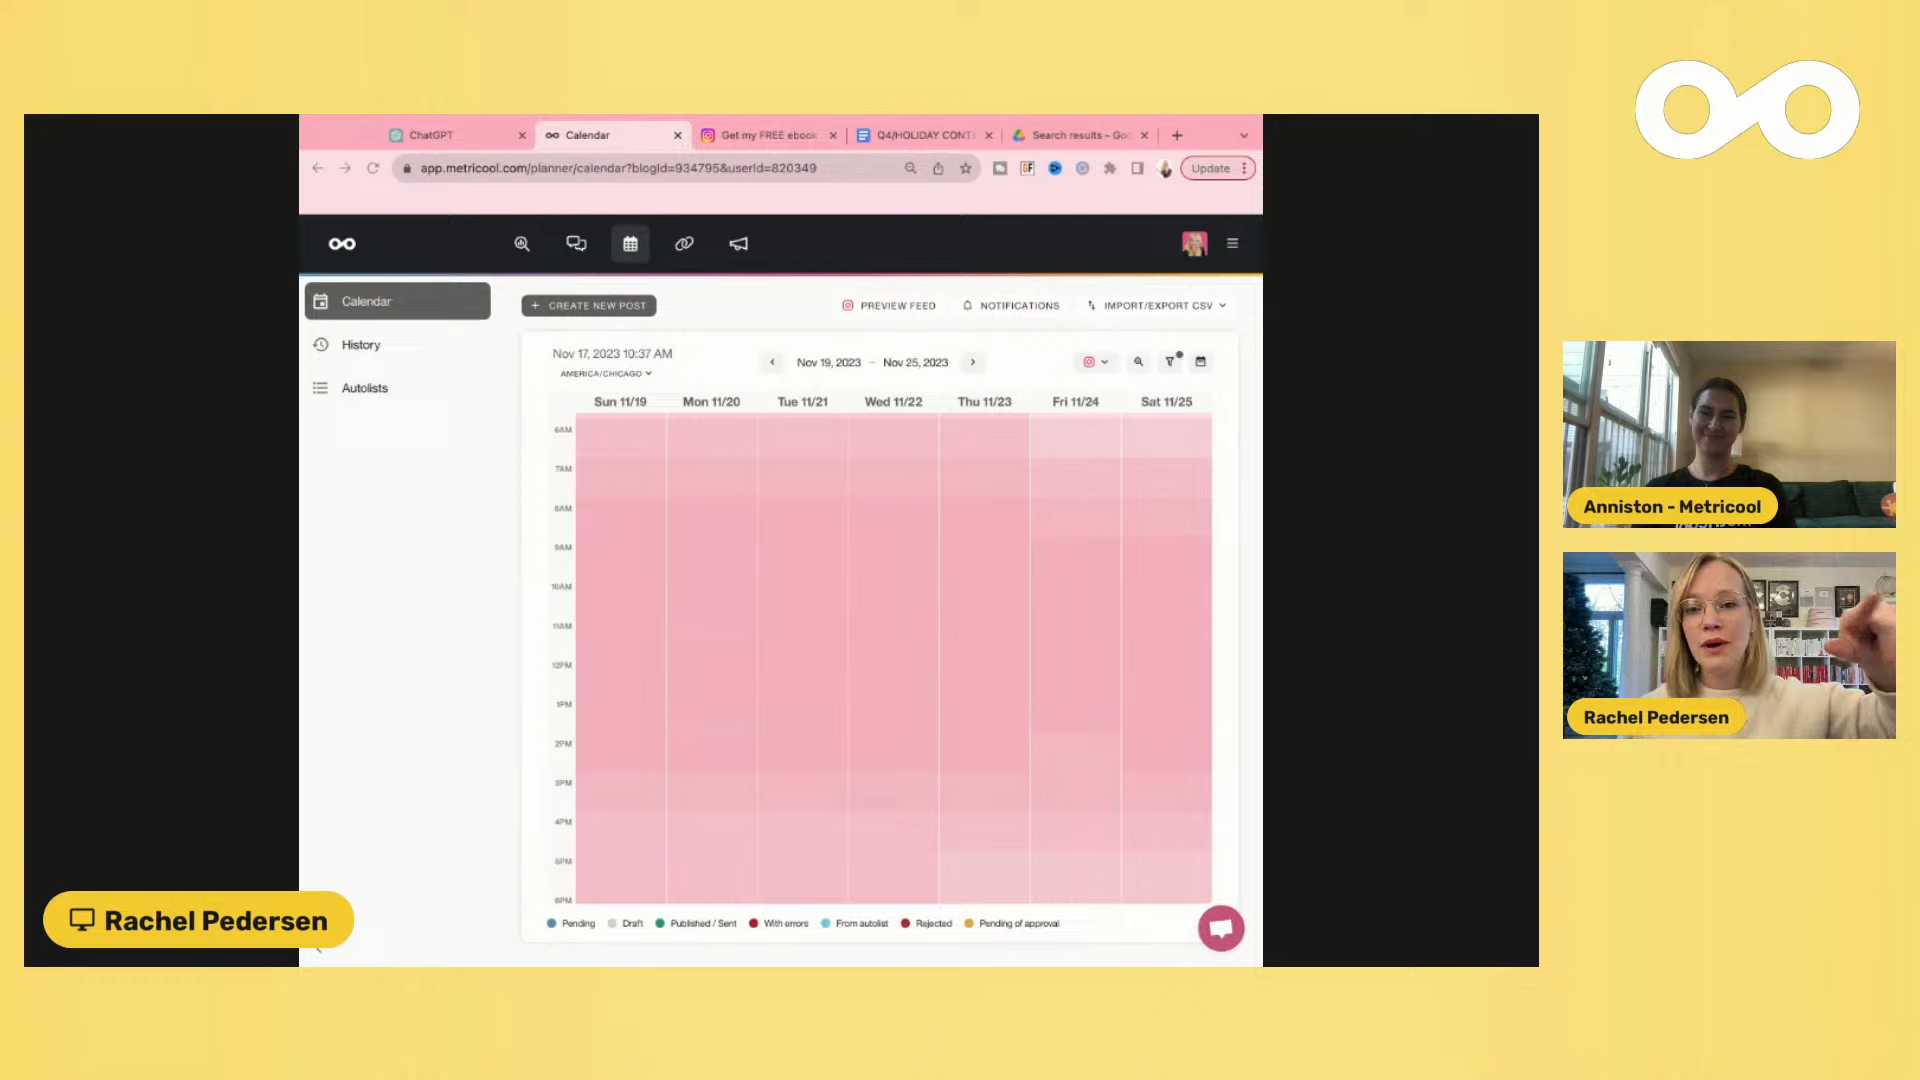 ChatGPT
Calendar
Get my FREE ebook
Q4/HOLIDAY CONT
Search results - Goo
app.metricool.com/planner/calendar?blogId=934795&userId=820349
Update
Calendar
History
Autolists
+ CREATE NEW POST
PREVIEW FEED
NOTIFICATIONS
IMPORT/EXPORT CSV
Nov 17, 2023 10:37 AM
AMERICA/CHICAGO
Nov 19, 2023 – Nov 25, 2023
Sun 11/19 Mon 11/20 Tue 11/21 Wed 11/22 Thu 11/23 Fri 11/24 Sat 11/25
6AM
7AM
8AM
9AM
10AM
11AM
12PM
1PM
2PM
3PM
4PM
5PM
6PM
Pending Draft Published / Sent With errors From autolist Rejected Pending of approval
Rachel Pedersen
Anniston - Metricool
Rachel Pedersen